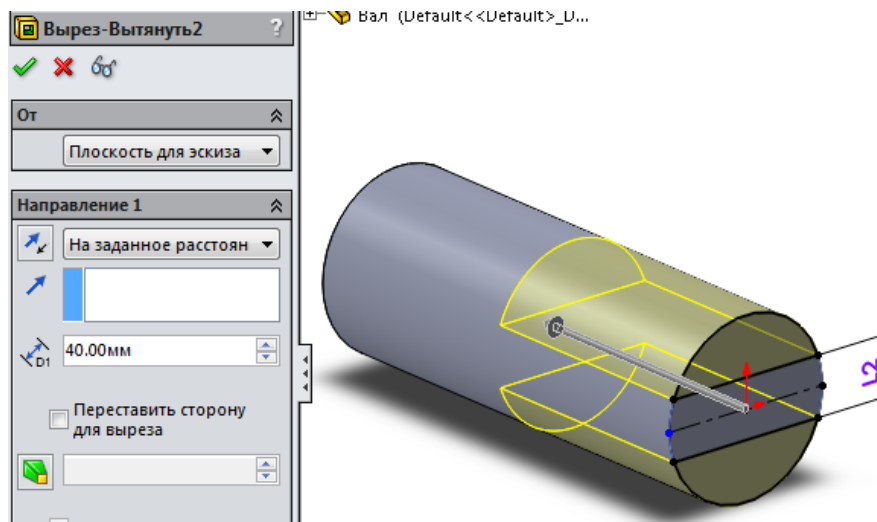 Вырез-Вытянуть2 ?
Вал (Default<<Default>_D...
От
Плоскость для эскиза
Направление 1
На заданное расстоян
D1 40.00мм
Переставить сторону
для выреза